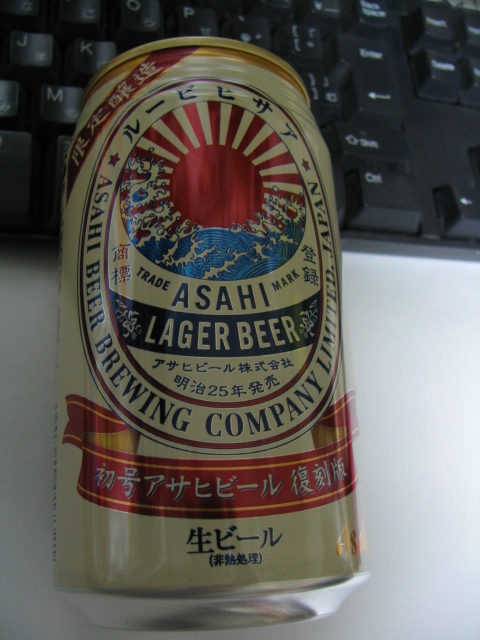 限定醸造
ルービヒサア
商標
登録
TRADE MARK
ASAHI
LAGER BEER
アサヒビール株式会社
明治25年発売
ASAHI BEER BREWING COMPANY LIMITED. JAPAN
初号アサヒビール 復刻版
生ビール
(非熱処理)
J
K
M
Enter
Shift
Ctrl